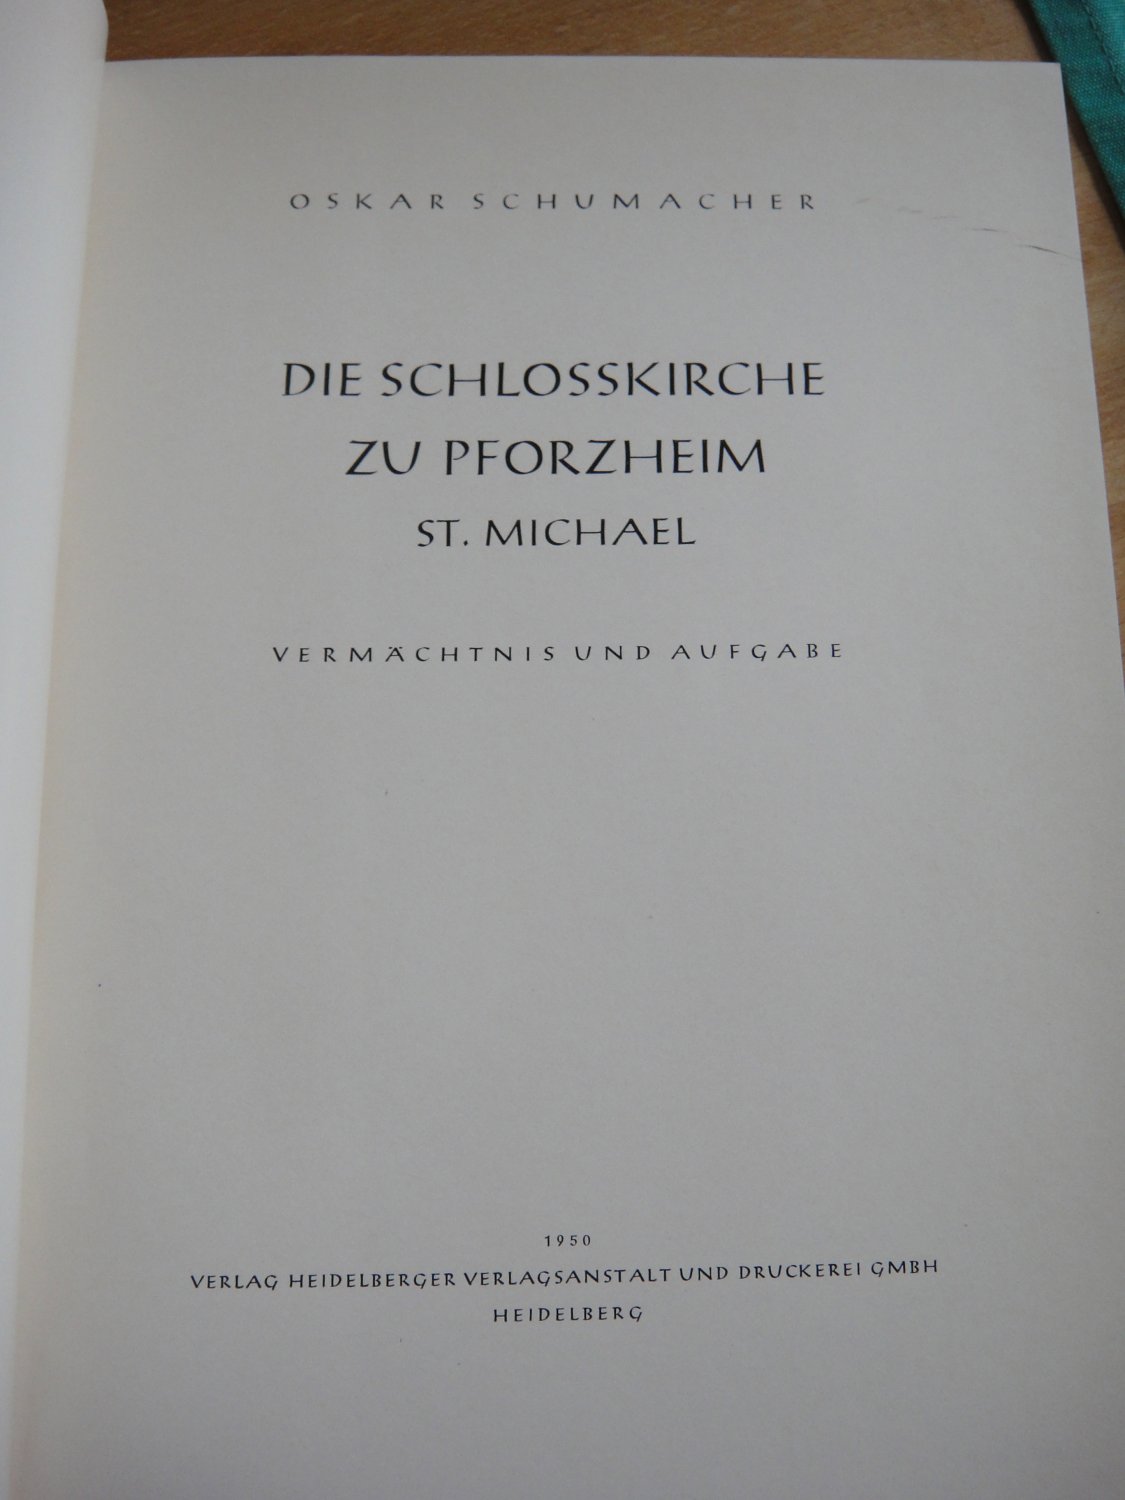 OSKAR SCHUMACHER
DIE SCHLOSSKIRCHE
ZU PFORZHEIM
ST. MICHAEL
VERMÄCHTNIS UND AUFGABE
1950
VERLAG HEIDELBERGER VERLAGSANSTALT UND DRUCKEREI GMBH
HEIDELBERG